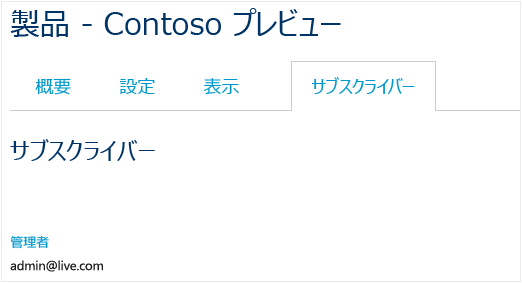 製品 - Contoso プレビュー
概要 設定 表示 サブスクライバー
サブスクライバー
管理者
admin@live.com